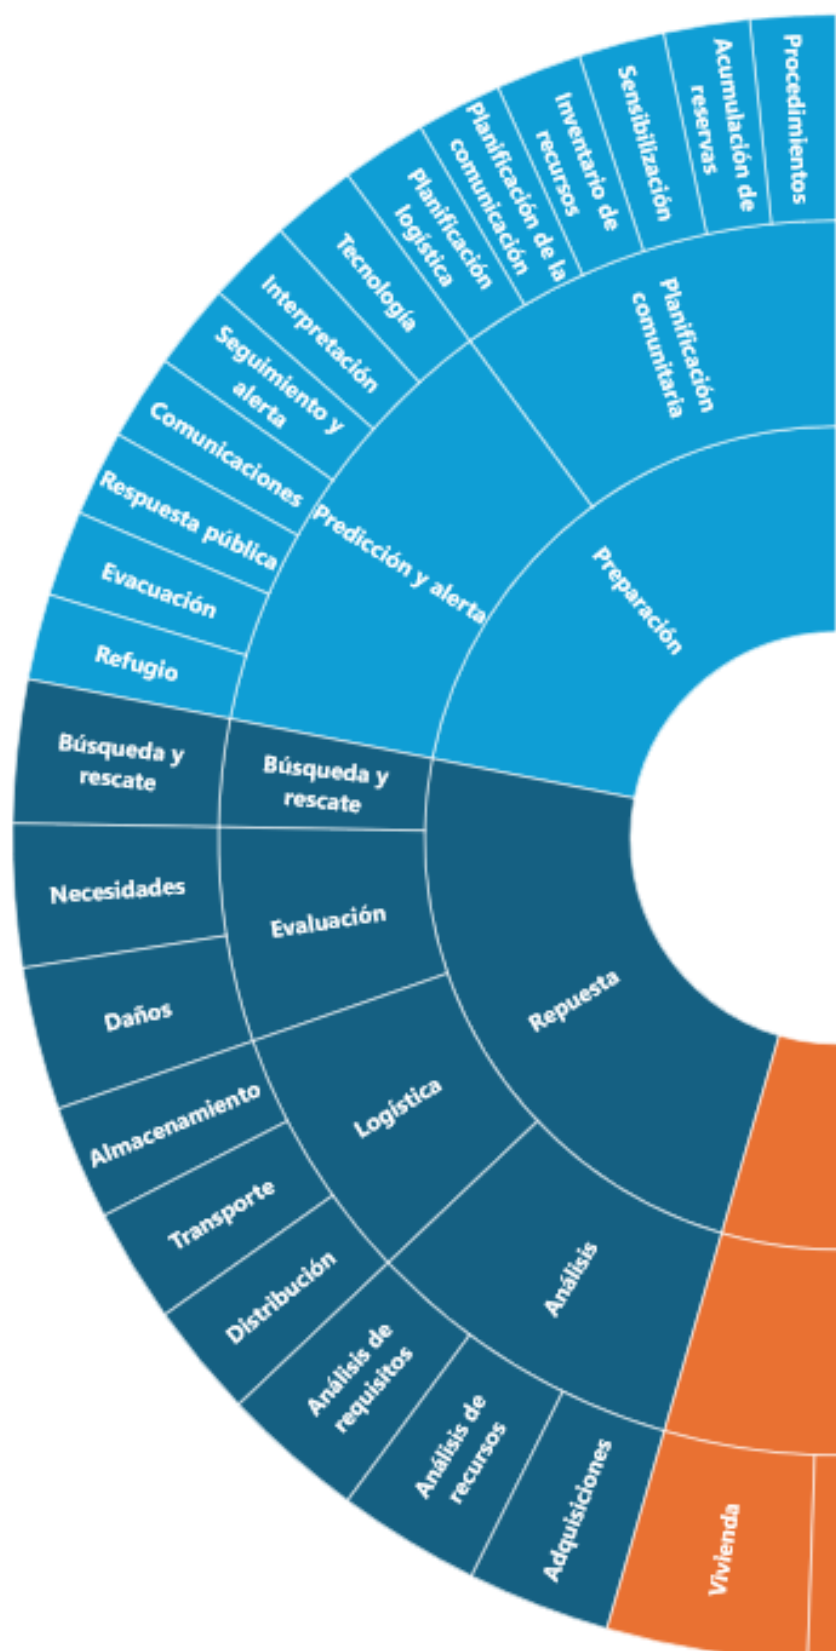 Procedimientos
Acumulación de
reservas
Sensibilización
Inventario de
recursos
Planificación de la
comunicación
Planificación
logística
Planificación
comunitaria
Tecnología
Interpretación
Seguimiento y
alerta
Comunicaciones
Respuesta pública
Evacuación
Refugio
Predicción y alerta
Preparación
Búsqueda y
rescate
Búsqueda y
rescate
Necesidades
Daños
Evaluación
Repuesta
Almacenamiento
Transporte
Distribución
Logística
Análisis de
requisitos
Análisis de
recursos
Adquisiciones
Análisis
Vivienda